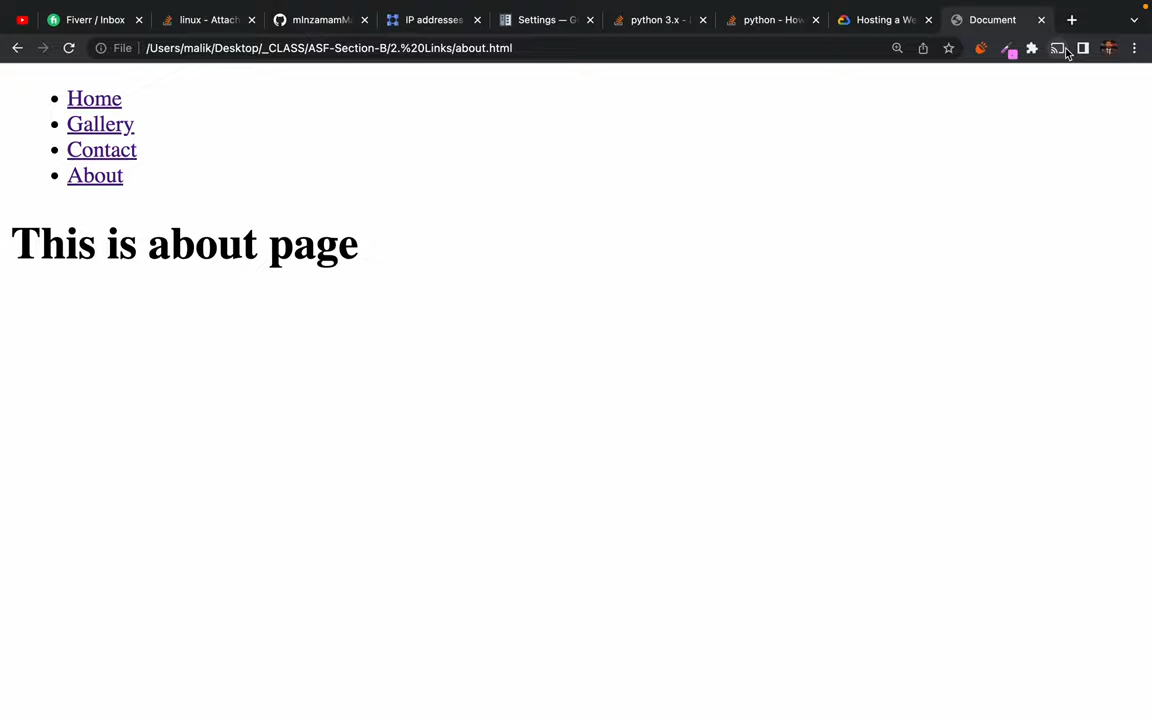 Fiverr / Inbox
linux - Attach
mInzamamMa
IP addresses
Settings — G
python 3.x -
python - How
Hosting a We
Document
File
/Users/malik/Desktop/_CLASS/ASF-Section-B/2.%20Links/about.html
Home
Gallery
Contact
About
This is about page